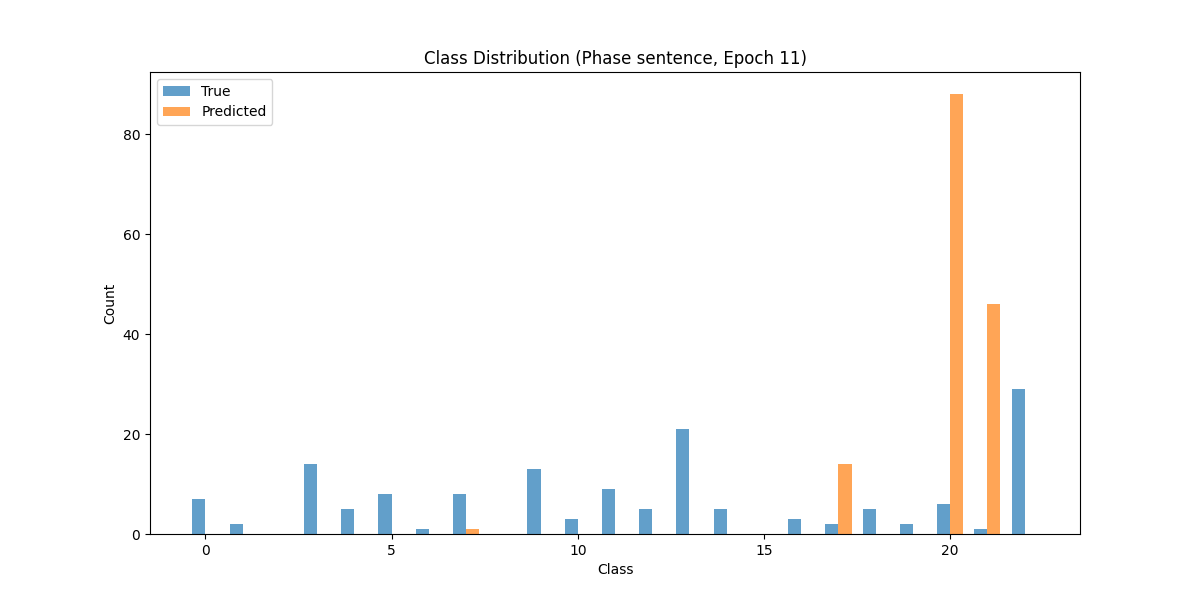 Class Distribution (Phase sentence, Epoch 11)
True
Predicted
80
60
40
20
0
Count
0 5 10 15 20
Class